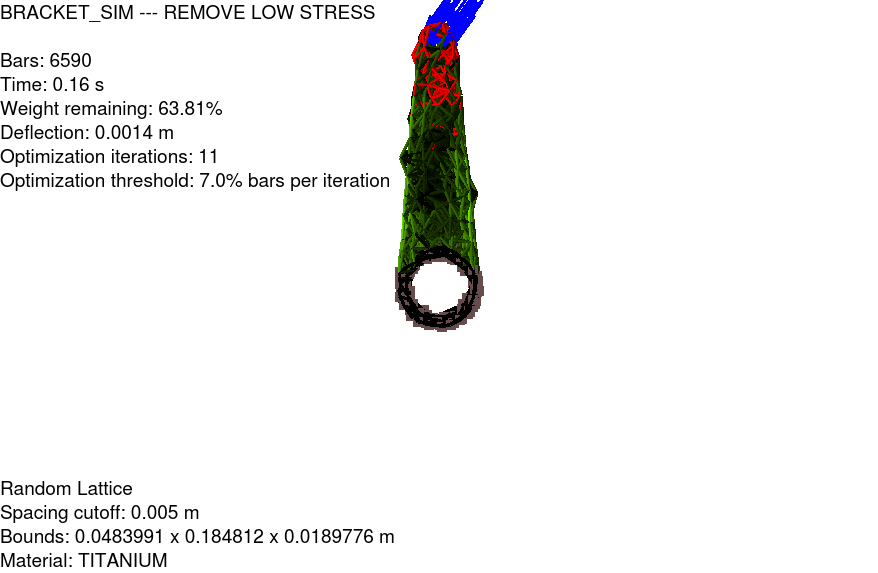 BRACKET_SIM --- REMOVE LOW STRESS
Bars: 6590
Time: 0.16 s
Weight remaining: 63.81%
Deflection: 0.0014 m
Optimization iterations: 11
Optimization threshold: 7.0% bars per iteration
Random Lattice
Spacing cutoff: 0.005 m
Bounds: 0.0483991 x 0.184812 x 0.0189776 m
Material: TITANIUM